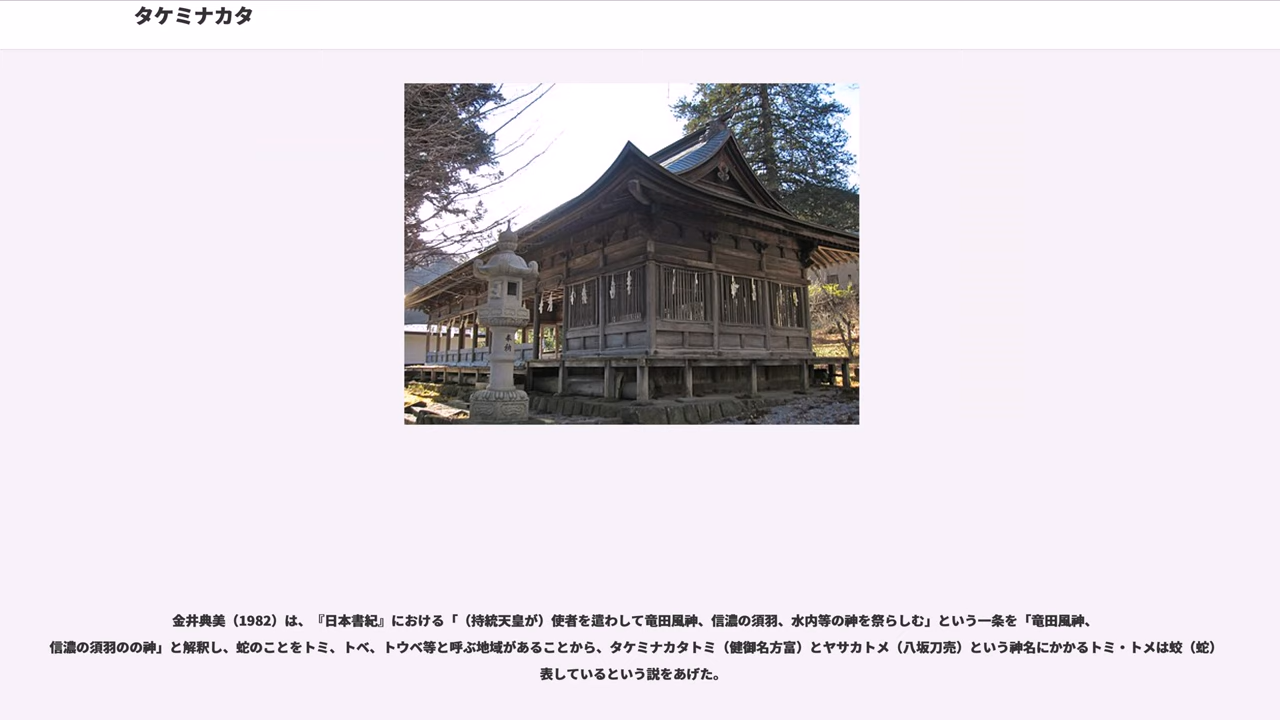 タケミナカタ
奉納
金井典美（1982）は、『日本書紀』における「（持統天皇が）使者を遣わして竜田風神、信濃の須羽、水内等の神を祭らしむ」という一条を「竜田風神、
信濃の須羽のの神」と解釈し、蛇のことをトミ、トベ、トウベ等と呼ぶ地域があることから、タケミナカタトミ（健御名方富）とヤサカトメ（八坂刀売）という神名にかかるトミ・トメは蛟（蛇）
表しているという説をあげた。